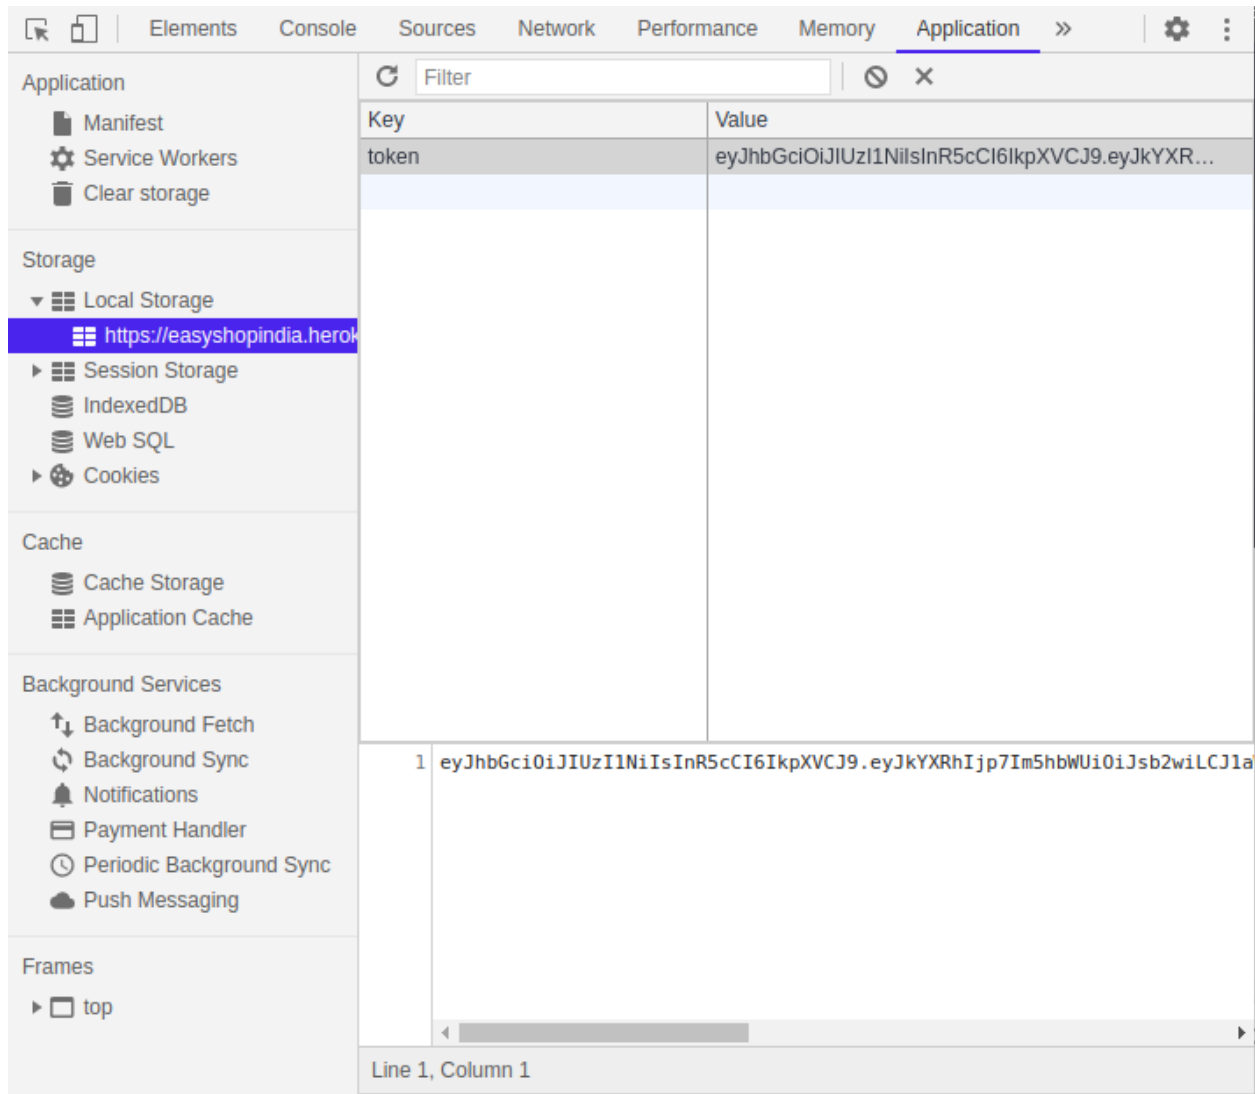 Elements Console Sources Network Performance Memory Application »
Application
Manifest
Service Workers
Clear storage
Storage
Local Storage
https://easyshopindia.herok
Session Storage
IndexedDB
Web SQL
Cookies
Cache
Cache Storage
Application Cache
Background Services
Background Fetch
Background Sync
Notifications
Payment Handler
Periodic Background Sync
Push Messaging
Frames
top
Filter
Key Value
token eyJhbGciOiJIUzI1NiIsInR5cCI6IkpXVCJ9.eyJkYXR...
1 eyJhbGciOiJIUzI1NiIsInR5cCI6IkpXVCJ9.eyJkYXRhIjp7Im5hbWUiOiJsb2wiLCJ1a
Line 1, Column 1